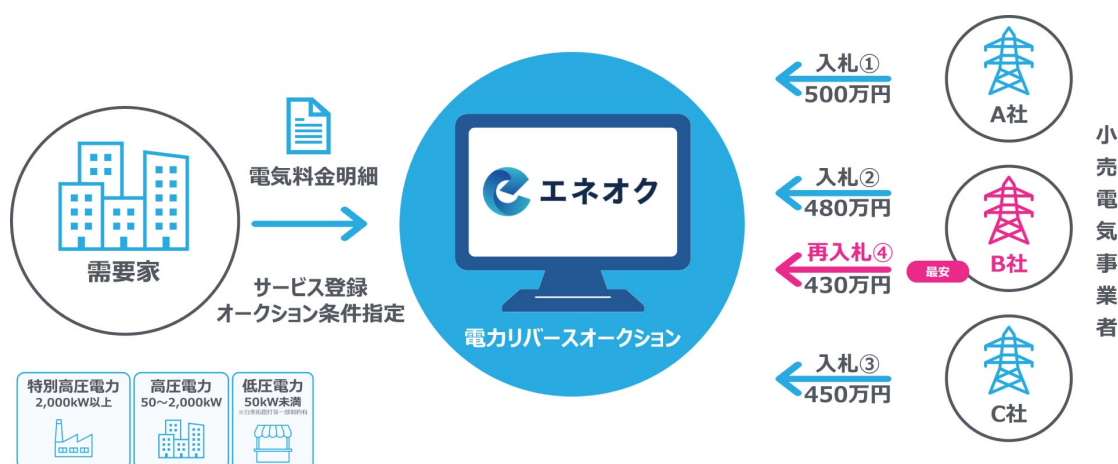 電気料金明細
需要家
サービス登録
オークション条件指定
エネオク
電力リバースオークション
入札①
500万円
A社
入札②
480万円
再入札④
430万円
最安
B社
入札③
450万円
C社
小売電気事業者
特別高圧電力
2,000kW以上
高圧電力
50～2,000kW
低圧電力
50kW未満